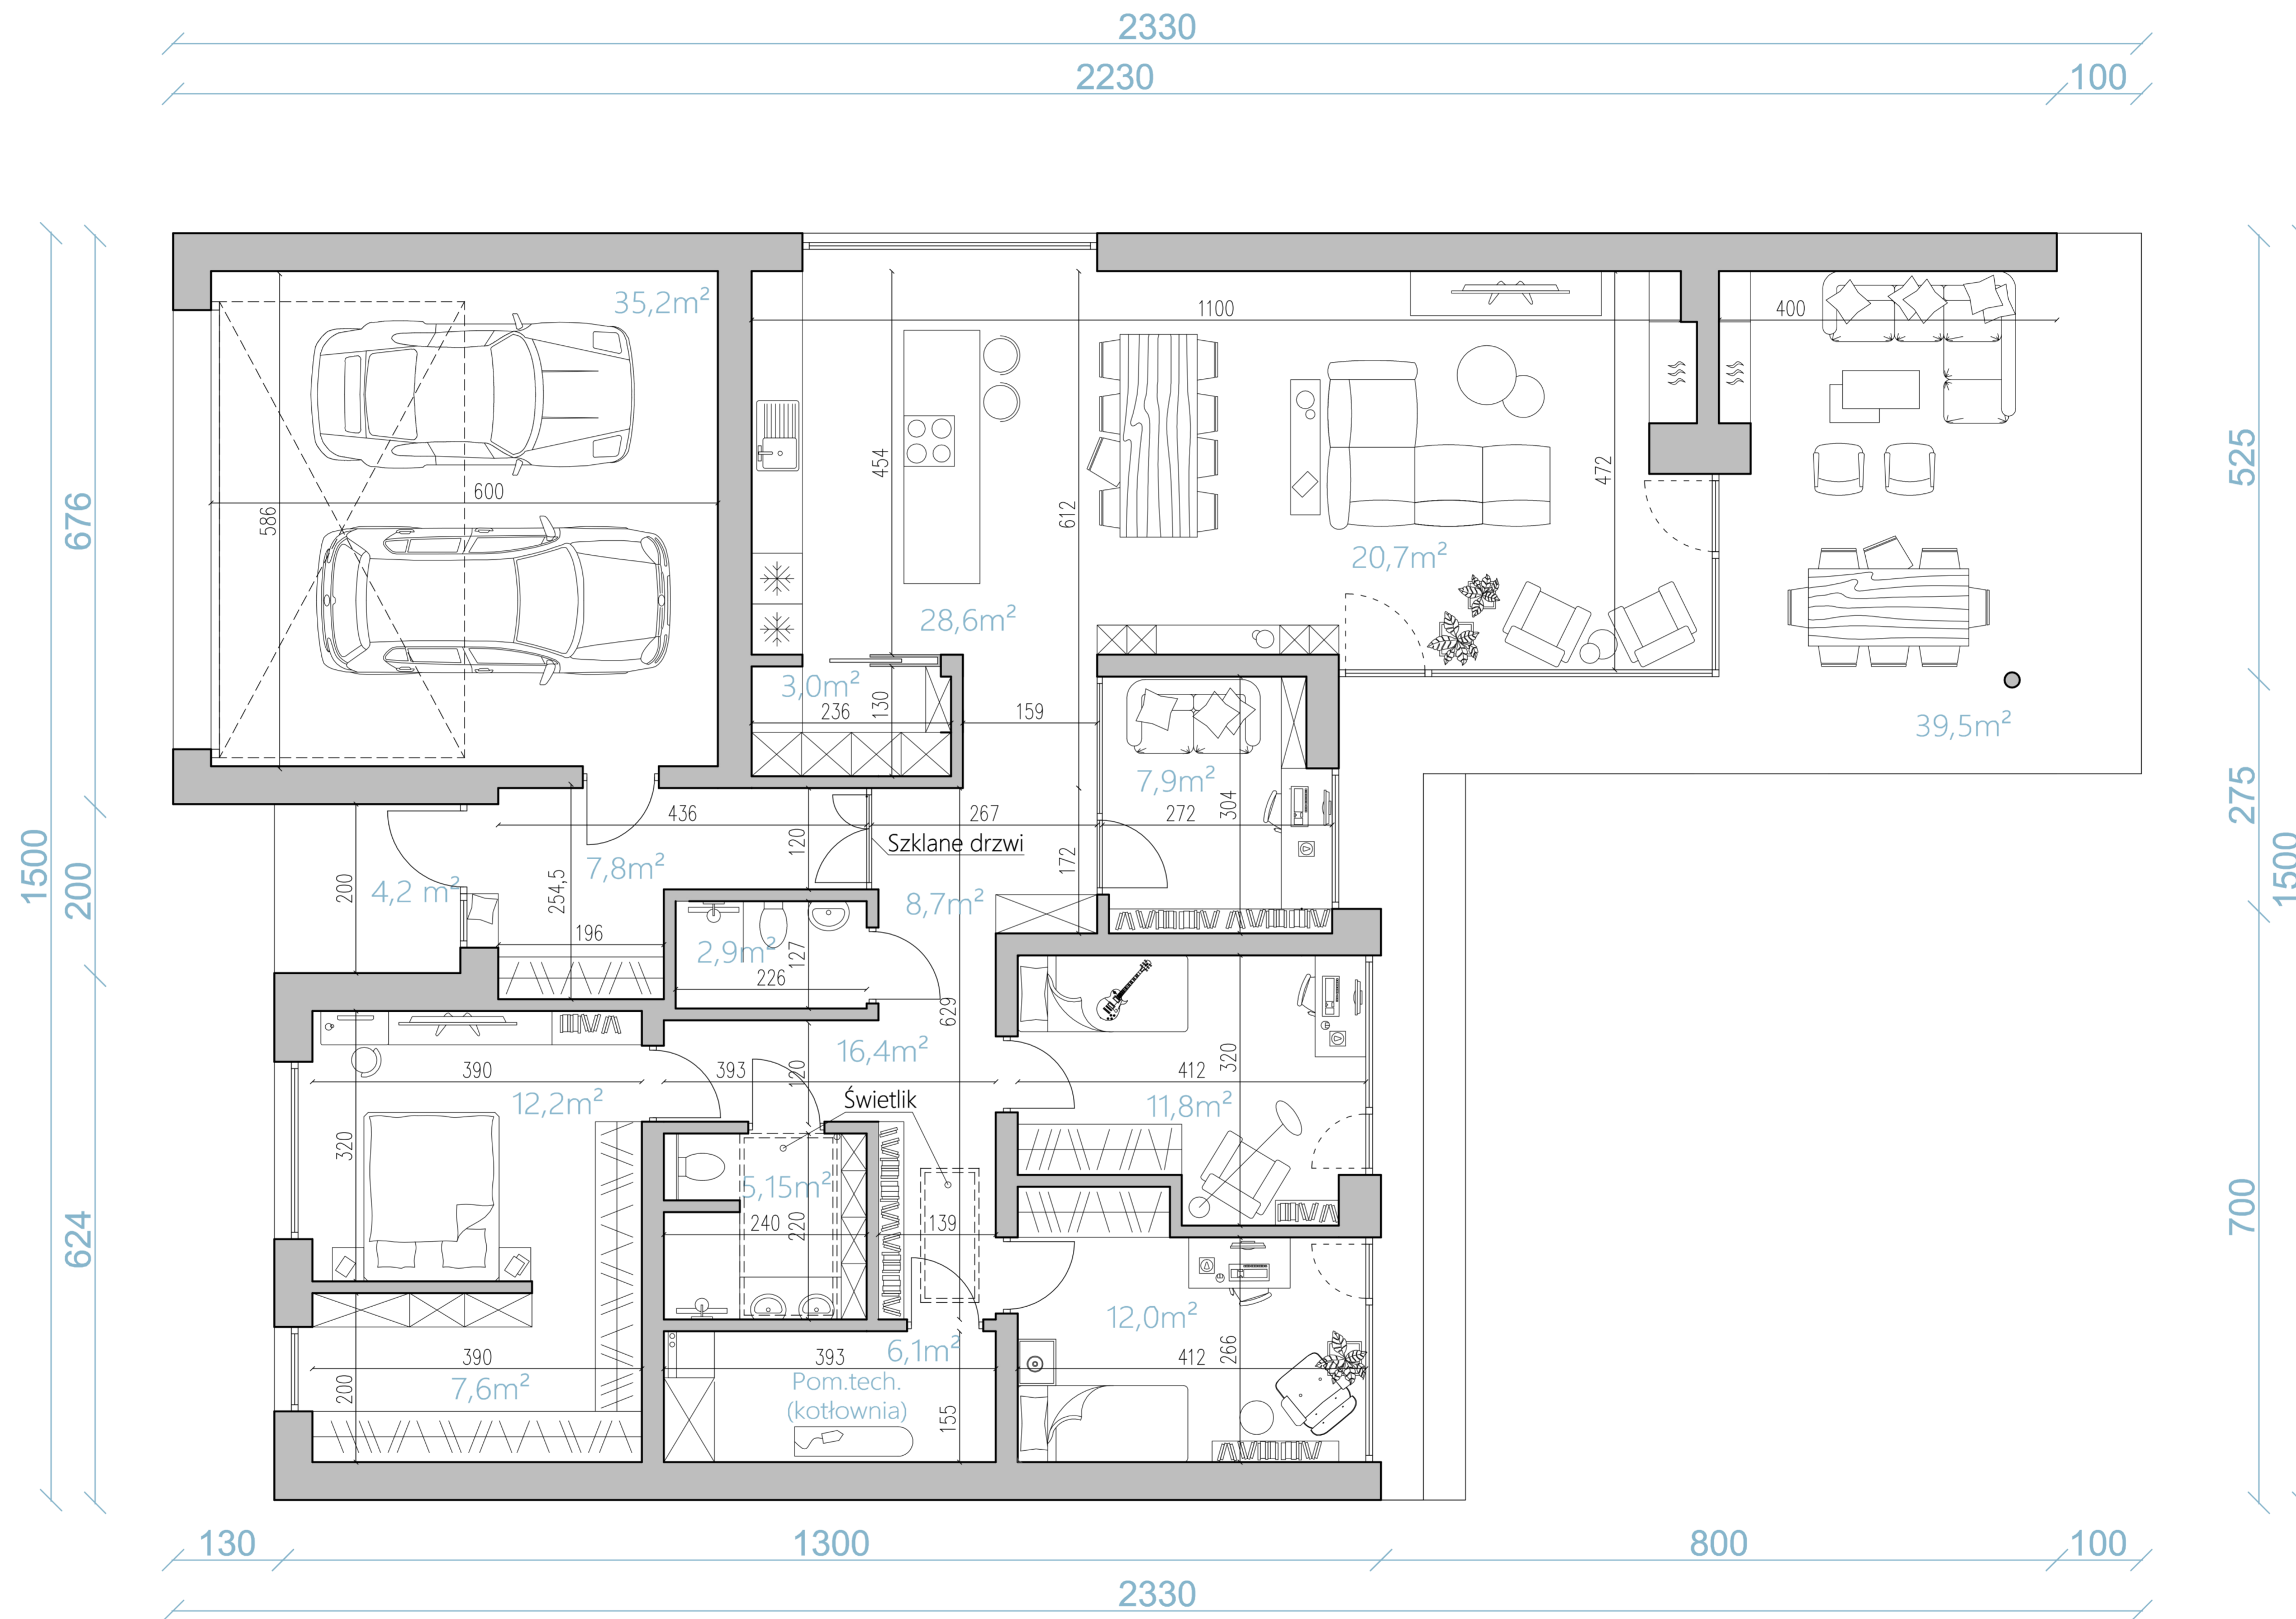 2330
2230
100
35,2m²
1100
400
600
586
454
612
472
20,7m²
28,6m²
3,0m²
236
130
159
39,5m²
7,9m²
304
272
436
267
120
Szklane drzwi
172
7,8m²
4,2 m²
200
254,5
8,7m²
196
2,9m²
127
226
629
16,4m²
390
393
120
412
320
12,2m²
Świetlik
11,8m²
320
5,15m²
240
220
139
12,0m²
6,1m²
390
393
412
266
7,6m²
200
Pom.tech.
(kotłownia)
155
1500
676
200
624
525
275
700
1500
130
1300
800
100
2330